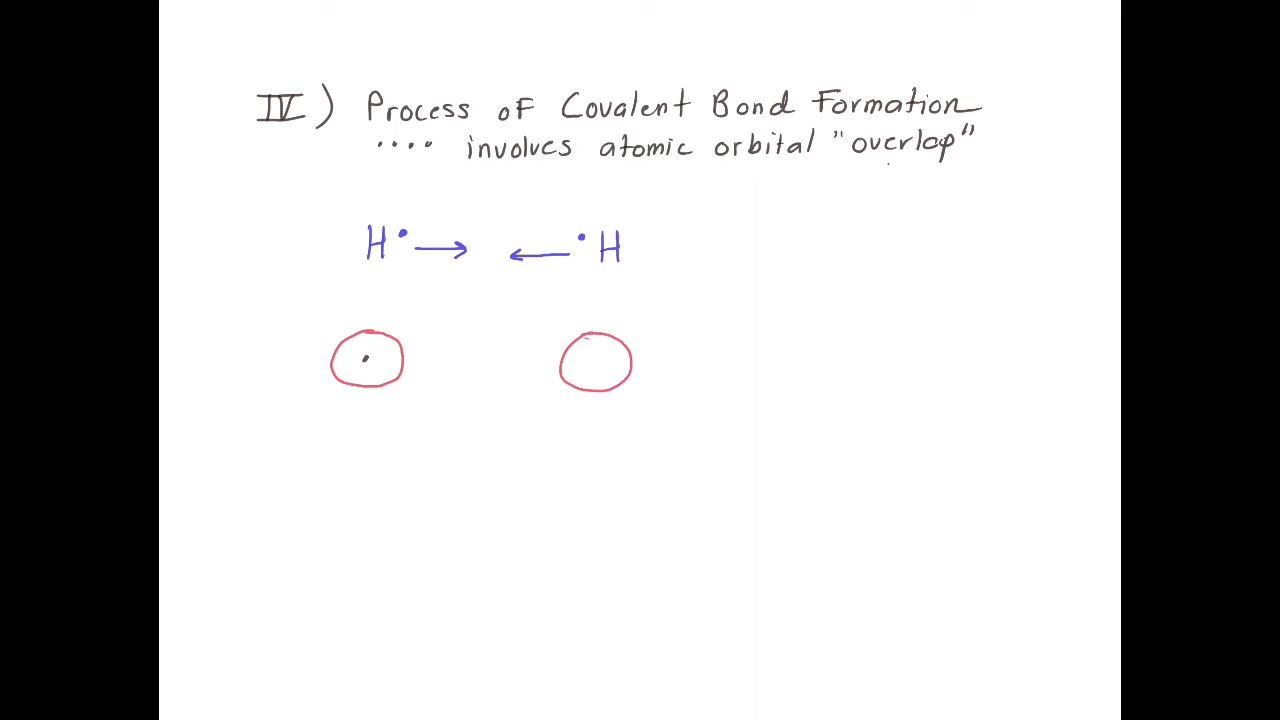 IV) Process of Covalent Bond Formation
.... involves atomic orbital "overlap"
H· → ← ·H